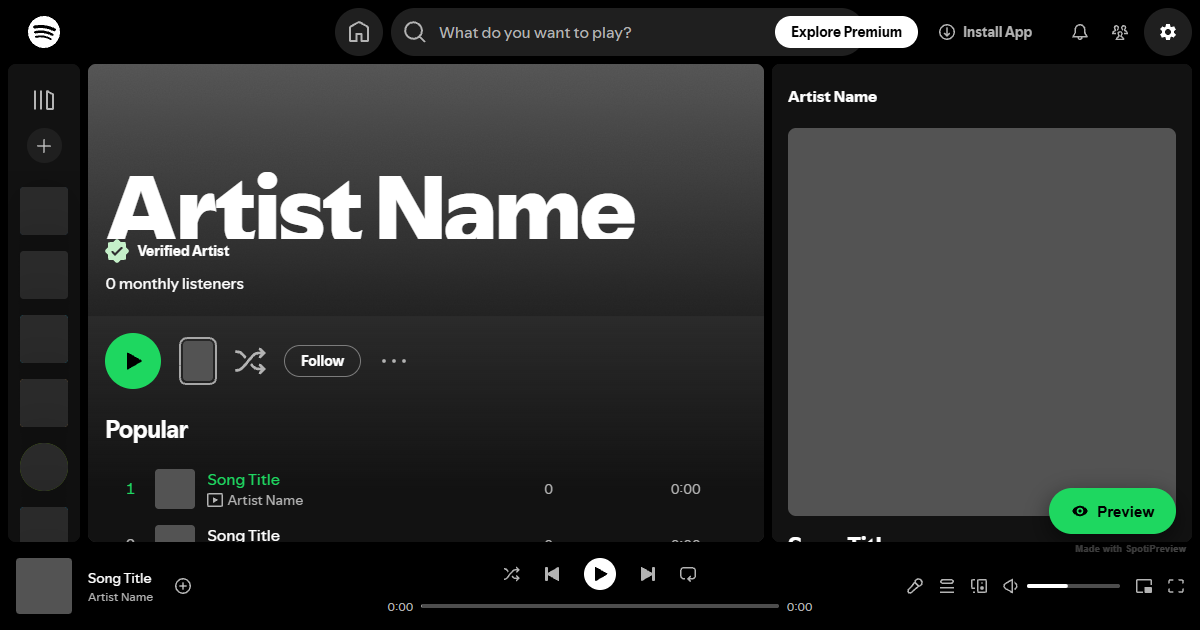 What do you want to play?
Explore Premium
Install App
Artist Name
Verified Artist
0 monthly listeners
Follow
Popular
1
Song Title
Artist Name
0
0:00
Song Title
Artist Name
Preview
Made with SpotiPreview
Song Title
Artist Name
0:00
0:00